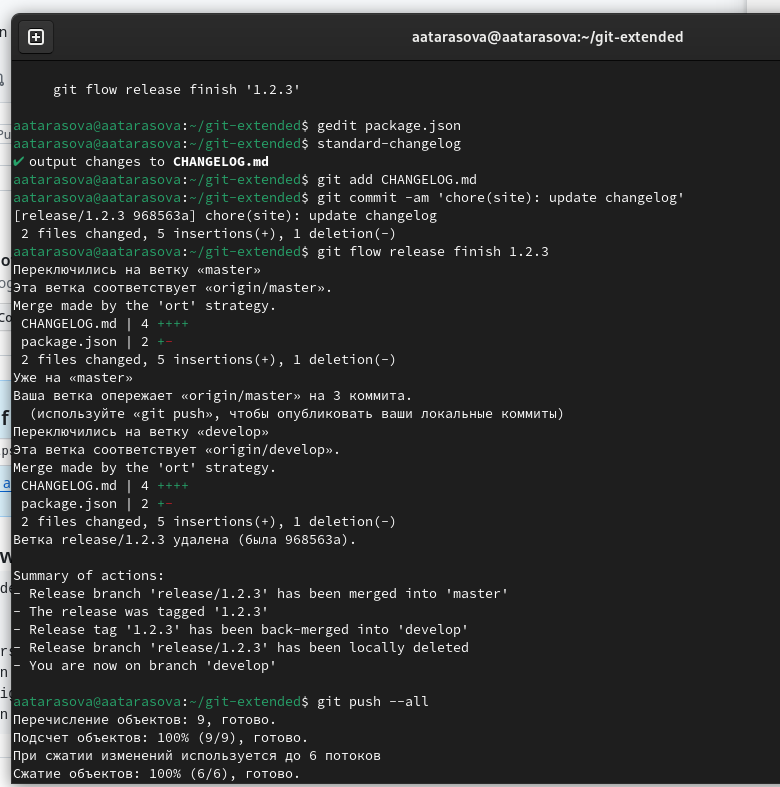 aatarasova@aatarasova:~/git-extended
git flow release finish '1.2.3'
aatarasova@aatarasova:~/git-extended$ gedit package.json
aatarasova@aatarasova:~/git-extended$ standard-changelog
✔ output changes to CHANGELOG.md
aatarasova@aatarasova:~/git-extended$ git add CHANGELOG.md
aatarasova@aatarasova:~/git-extended$ git commit -am 'chore(site): update changelog'
[release/1.2.3 968563a] chore(site): update changelog
2 files changed, 5 insertions(+), 1 deletion(-)
aatarasova@aatarasova:~/git-extended$ git flow release finish 1.2.3
Переключились на ветку «master»
Эта ветка соответствует «origin/master».
Merge made by the 'ort' strategy.
CHANGELOG.md | 4 ++++
package.json | 2 +-
2 files changed, 5 insertions(+), 1 deletion(-)
Уже на «master»
Ваша ветка опережает «origin/master» на 3 коммита.
(используйте «git push», чтобы опубликовать ваши локальные коммиты)
Переключились на ветку «develop»
Эта ветка соответствует «origin/develop».
Merge made by the 'ort' strategy.
CHANGELOG.md | 4 ++++
package.json | 2 +-
2 files changed, 5 insertions(+), 1 deletion(-)
Ветка release/1.2.3 удалена (была 968563a).
Summary of actions:
- Release branch 'release/1.2.3' has been merged into 'master'
- The release was tagged '1.2.3'
- Release tag '1.2.3' has been back-merged into 'develop'
- Release branch 'release/1.2.3' has been locally deleted
- You are now on branch 'develop'
aatarasova@aatarasova:~/git-extended$ git push --all
Перечисление объектов: 9, готово.
Подсчет объектов: 100% (9/9), готово.
При сжатии изменений используется до 6 потоков
Сжатие объектов: 100% (6/6), готово.